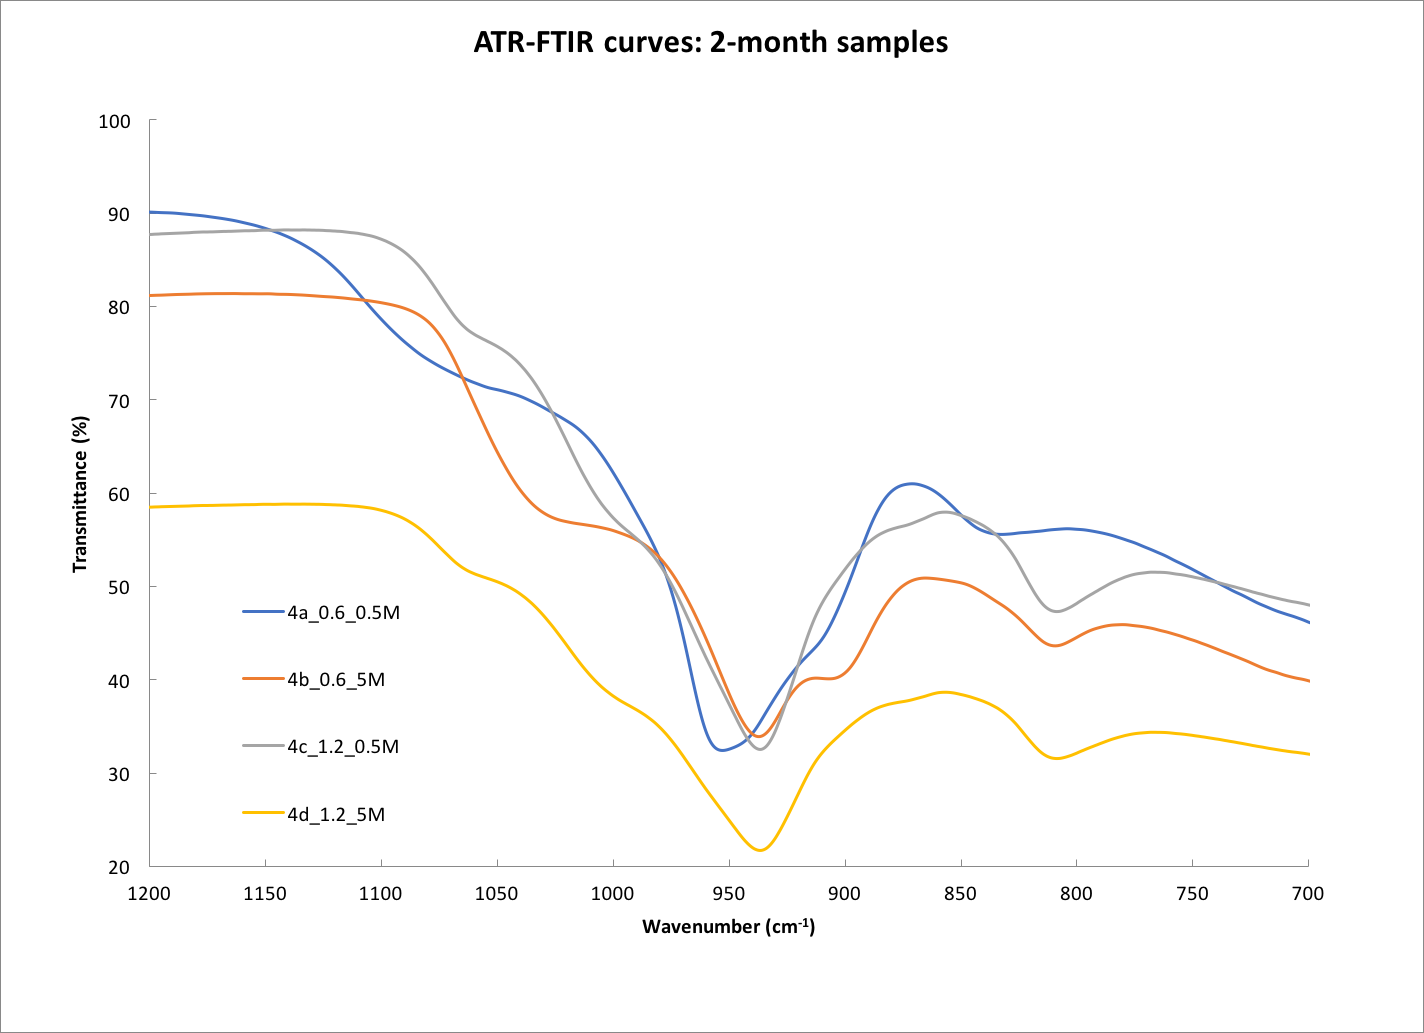 ATR-FTIR curves: 2-month samples
100
90
80
70
60
50
40
30
20
Transmittance (%)
4a_0.6_0.5M
4b_0.6_5M
4c_1.2_0.5M
4d_1.2_5M
1200 1150 1100 1050 1000 950 900 850 800 750 700
Wavenumber (cm⁻¹)